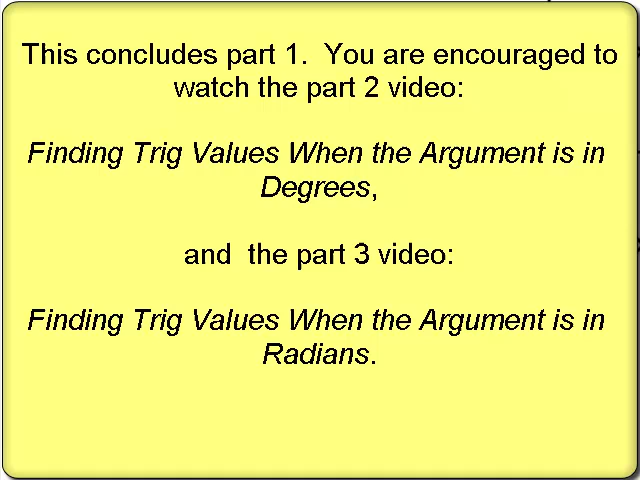 This concludes part 1.  You are encouraged to
watch the part 2 video:
Finding Trig Values When the Argument is in
Degrees,
and  the part 3 video:
Finding Trig Values When the Argument is in
Radians.